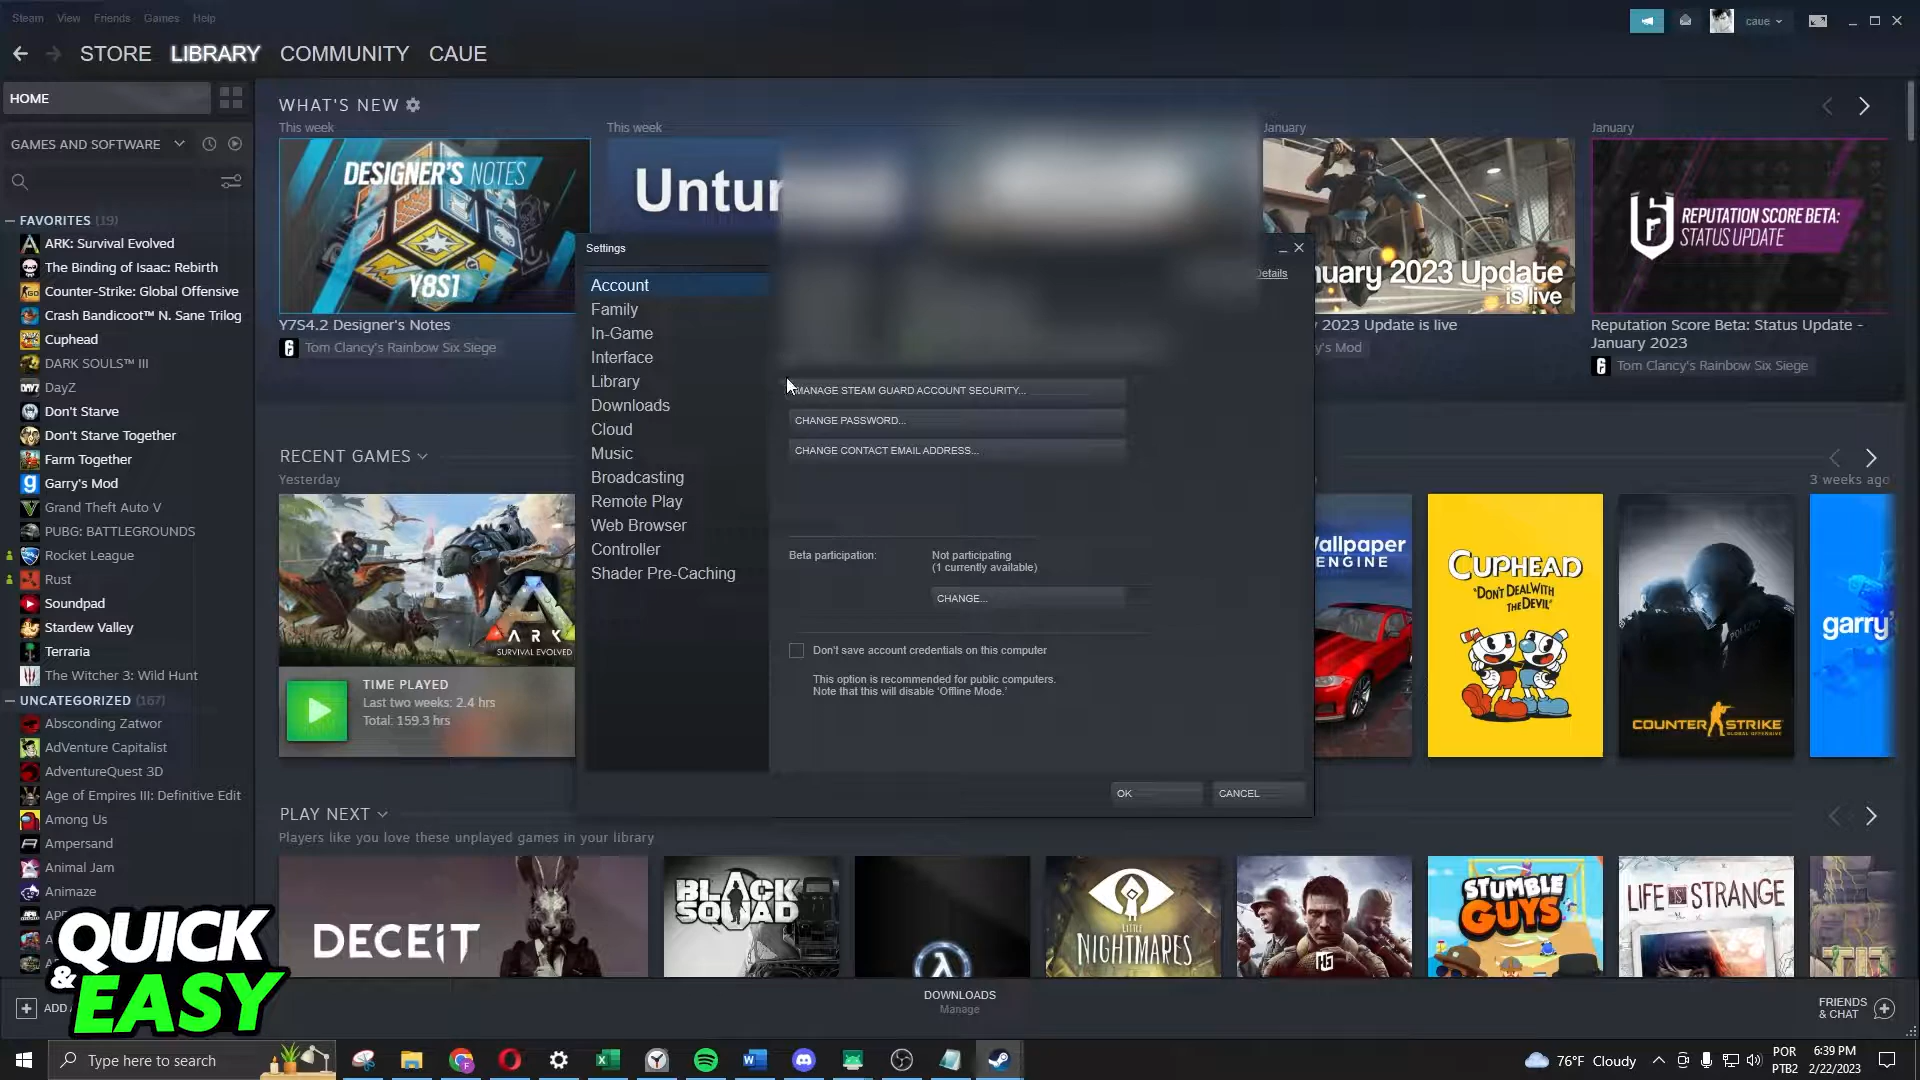 Steam View Friends Games Help
caue
STORE LIBRARY COMMUNITY CAUE
HOME
GAMES AND SOFTWARE
FAVORITES (19)
ARK: Survival Evolved
The Binding of Isaac: Rebirth
Counter-Strike: Global Offensive
Crash Bandicoot™ N. Sane Trilog
Cuphead
DARK SOULS™ III
DayZ
Don't Starve
Don't Starve Together
Farm Together
Garry's Mod
Grand Theft Auto V
PUBG: BATTLEGROUNDS
Rocket League
Rust
Soundpad
Stardew Valley
Terraria
The Witcher 3: Wild Hunt
UNCATEGORIZED (167)
Absconding Zatwor
AdVenture Capitalist
AdventureQuest 3D
Age of Empires III: Definitive Edit
Among Us
Ampersand
Animal Jam
Animaze
ADD
WHAT'S NEW
This week
DESIGNER'S NOTES
Y8S1
Y7S4.2 Designer's Notes
Tom Clancy's Rainbow Six Siege
This week
Untur
January
nuary 2023 Update
is live
2023 Update is live
y's Mod
January
REPUTATION SCORE BETA:
STATUS UPDATE
Reputation Score Beta: Status Update -
January 2023
Tom Clancy's Rainbow Six Siege
Settings
Account
Family
In-Game
Interface
Library
Downloads
Cloud
Music
Broadcasting
Remote Play
Web Browser
Controller
Shader Pre-Caching
Details
MANAGE STEAM GUARD ACCOUNT SECURITY...
CHANGE PASSWORD...
CHANGE CONTACT EMAIL ADDRESS...
Beta participation:
Not participating
(1 currently available)
CHANGE...
Don't save account credentials on this computer
This option is recommended for public computers.
Note that this will disable 'Offline Mode.'
OK
CANCEL
RECENT GAMES
Yesterday
3 weeks ago
ARK
SURVIVAL EVOLVED
TIME PLAYED
Last two weeks: 2.4 hrs
Total: 159.3 hrs
Wallpaper
ENGINE
CUPHEAD
"DON'T DEAL WITH
THE DEVIL"
POLIZEI
COUNTER STRIKE
GLOBAL OFFENSIVE
garry
PLAY NEXT
Players like you love these unplayed games in your library
DECEIT
BLACK
SQUAD
LITTLE
NIGHTMARES
STUMBLE
GUYS
LIFE IS STRANGE
QUICK
& EASY
DOWNLOADS
Manage
FRIENDS
& CHAT
Type here to search
76°F Cloudy
POR
PTB2
6:39 PM
2/22/2023